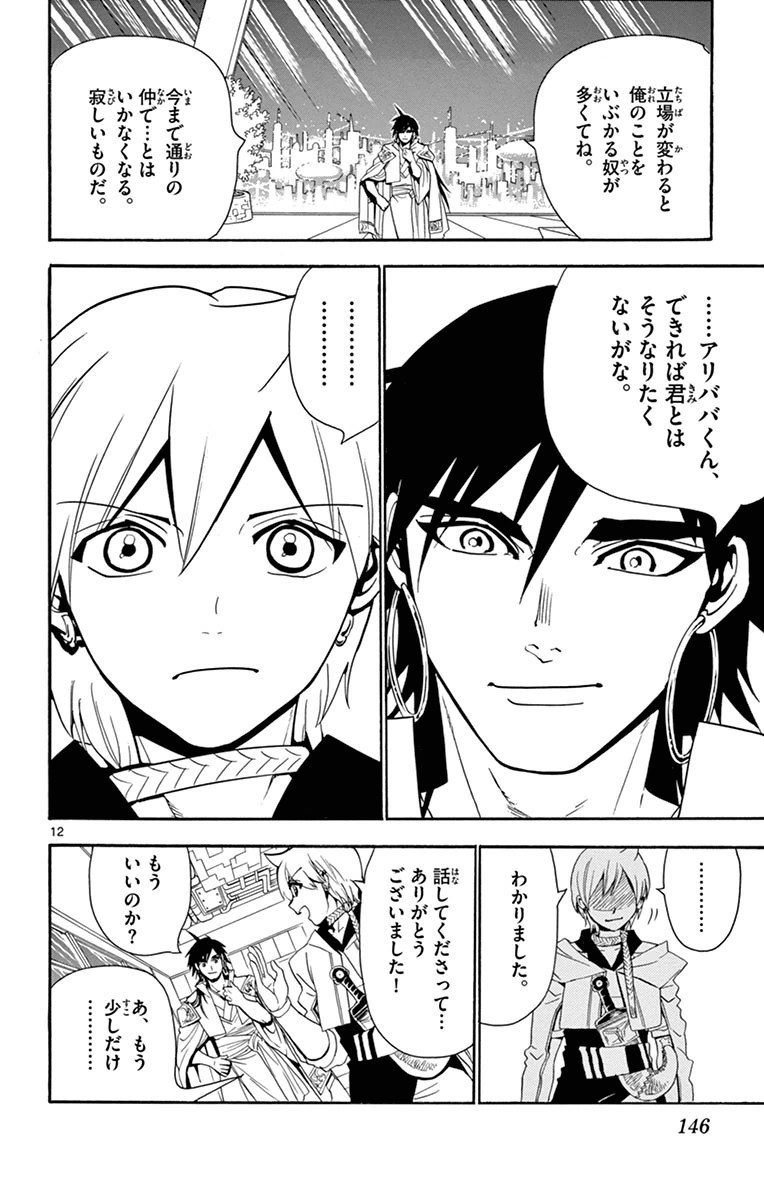 立場が変わると
俺のことを
いぶかる奴が
多くてね。
今まで通りの
仲で…とは
いかなくなる。
寂しいものだ。
……アリババくん、
できれば君とは
そうなりたく
ないがな。
…………
…………
………
わかりました。
話してくださって…
ありがとう
ございました!
もう
いいのか?
あ、もう
少しだけ
…………
12
146